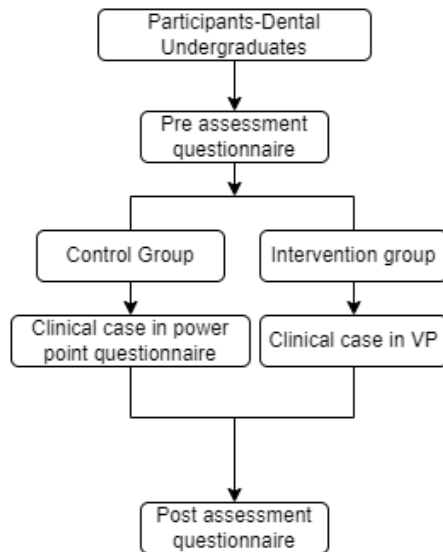 Participants-Dental
Undergraduates
Pre assessment
questionnaire
Control Group
Intervention group
Clinical case in power
point questionnaire
Clinical case in VP
Post assessment
questionnaire